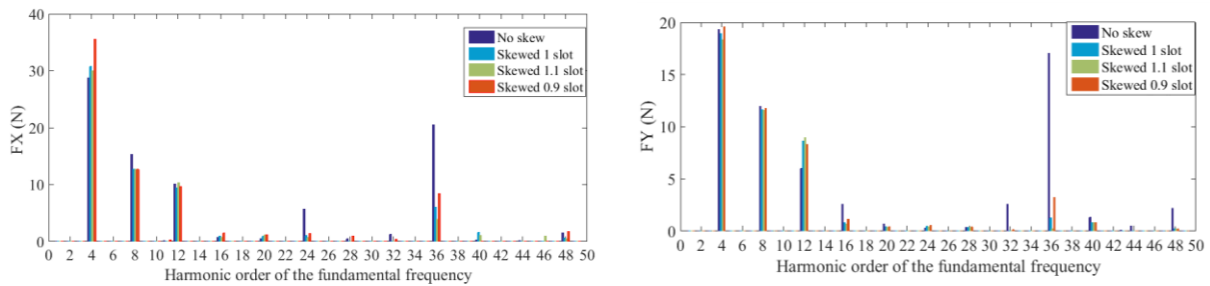 40
30
20
10
0
FX (N)
No skew
Skewed 1 slot
Skewed 1.1 slot
Skewed 0.9 slot
0 2 4 6 8 10 12 14 16 18 20 22 24 26 28 30 32 34 36 38 40 42 44 46 48 50
Harmonic order of the fundamental frequency
20
15
10
5
0
FY (N)
No skew
Skewed 1 slot
Skewed 1.1 slot
Skewed 0.9 slot
0 2 4 6 8 10 12 14 16 18 20 22 24 26 28 30 32 34 36 38 40 42 44 46 48 50
Harmonic order of the fundamental frequency